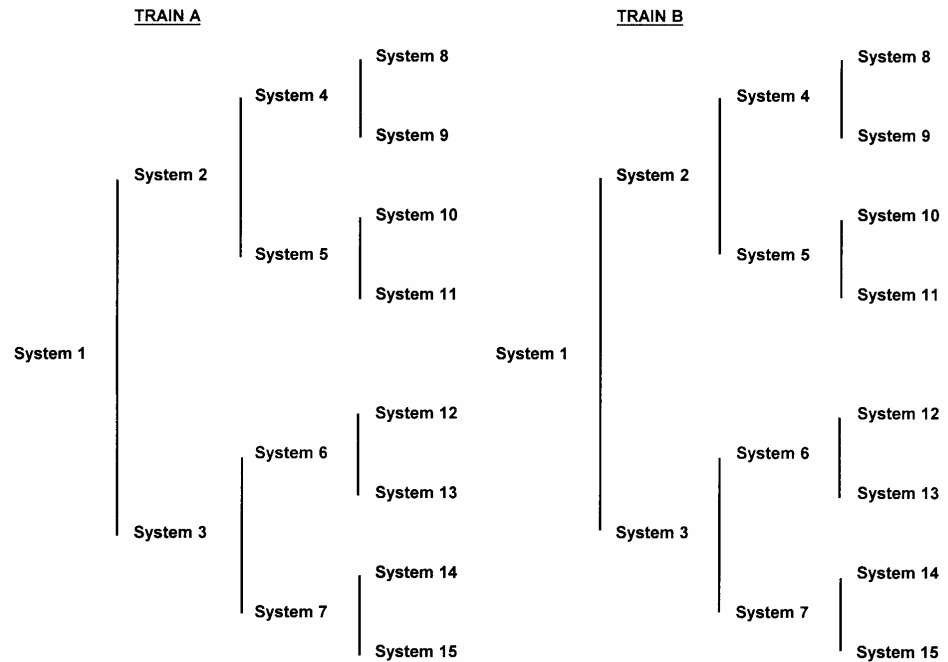 TRAIN A
TRAIN B
System 8
System 8
System 4
System 4
System 9
System 9
System 2
System 2
System 10
System 10
System 5
System 5
System 11
System 11
System 1
System 1
System 12
System 12
System 6
System 6
System 13
System 13
System 3
System 3
System 14
System 14
System 7
System 7
System 15
System 15